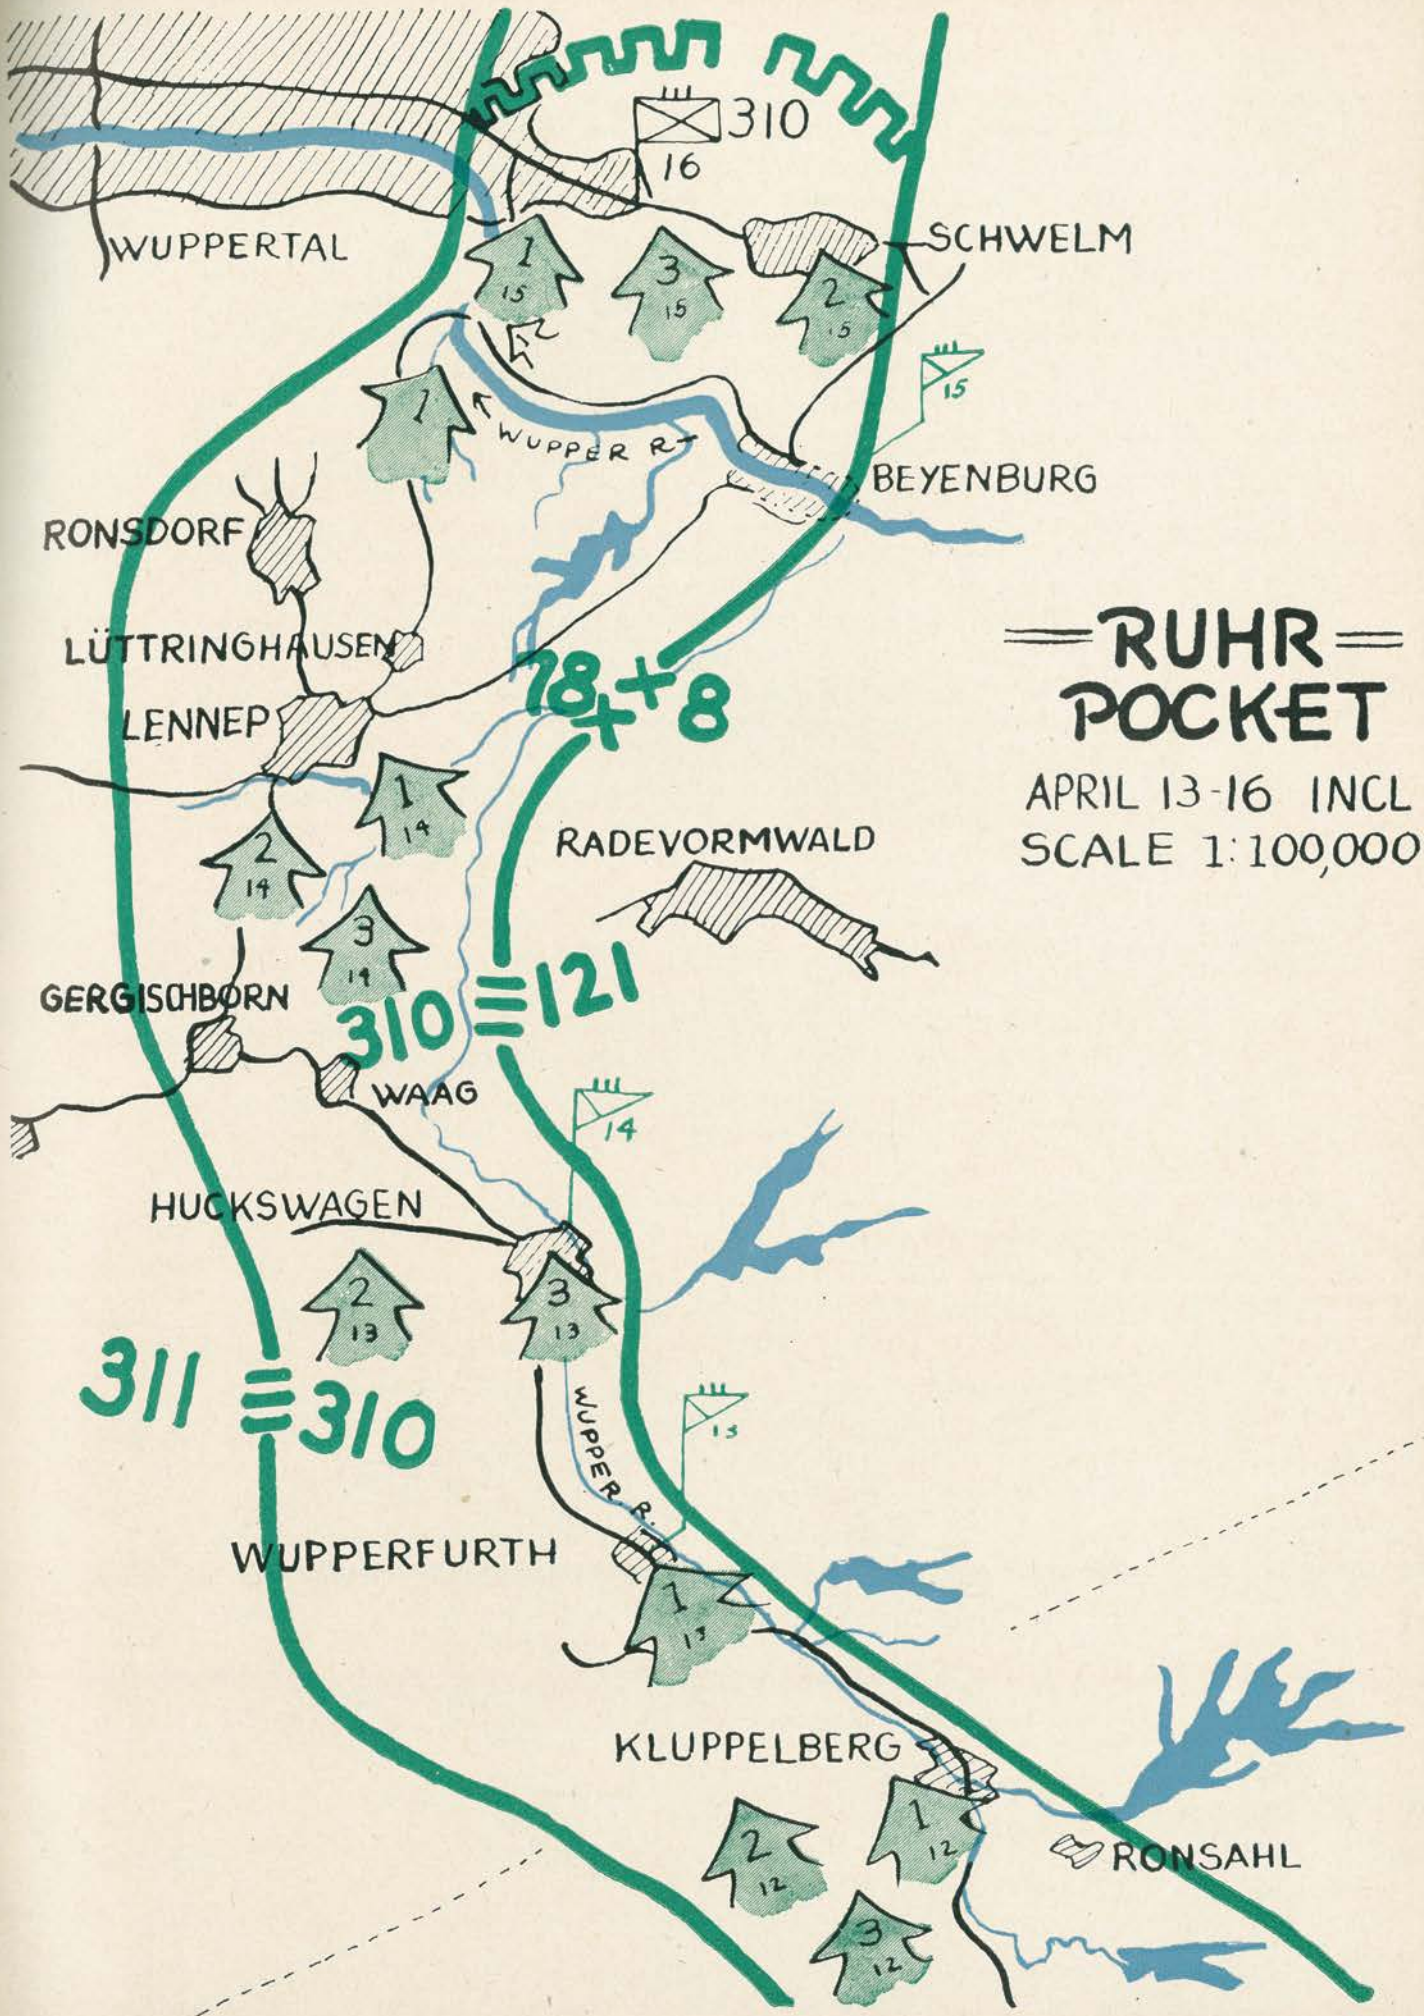 310
16
WUPPERTAL
SCHWELM
1
15
3
15
2
15
2
15
1
WUPPER R
BEYENBURG
RONSDORF
= RUHR =
POCKET
APRIL 13-16 INCL
SCALE 1:100,000
LÜTTRINGHAUSEN
78 8
LENNEP
1
14
2
14
RADEVORMWALD
3
14
GERGISCHBORN
310 121
WAAG
14
HUCKSWAGEN
2
13
3
13
311 310
13
WUPPER R.
WUPPERFURTH
1
13
KLUPPELBERG
1
12
2
12
RONSAHL
3
12